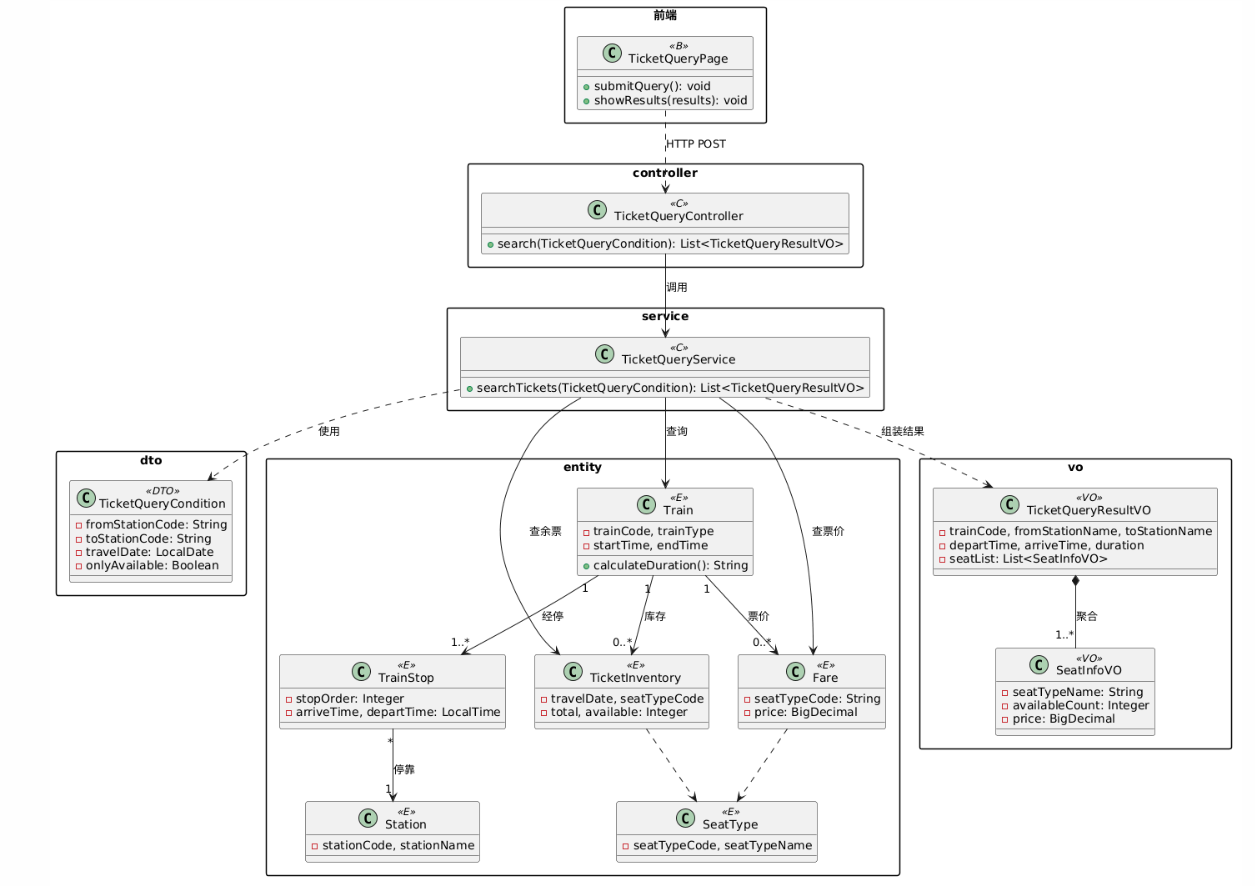 前端
C «B»
TicketQueryPage
submitQuery(): void
showResults(results): void
HTTP POST
controller
C «C»
TicketQueryController
search(TicketQueryCondition): List<TicketQueryResultVO>
调用
service
C «C»
TicketQueryService
searchTickets(TicketQueryCondition): List<TicketQueryResultVO>
使用
查余票
查询
查票价
组装结果
dto
C «DTO»
TicketQueryCondition
fromStationCode: String
toStationCode: String
travelDate: LocalDate
onlyAvailable: Boolean
entity
C «E»
Train
trainCode, trainType
startTime, endTime
calculateDuration(): String
1 1 1
经停 库存 票价
1..* 0..* 0..*
C «E»
TrainStop
stopOrder: Integer
arriveTime, departTime: LocalTime
C «E»
TicketInventory
travelDate, seatTypeCode
total, available: Integer
C «E»
Fare
seatTypeCode: String
price: BigDecimal
*
停靠
1
C «E»
Station
stationCode, stationName
C «E»
SeatType
seatTypeCode, seatTypeName
vo
C «VO»
TicketQueryResultVO
trainCode, fromStationName, toStationName
departTime, arriveTime, duration
seatList: List<SeatInfoVO>
聚合
1..*
C «VO»
SeatInfoVO
seatTypeName: String
availableCount: Integer
price: BigDecimal